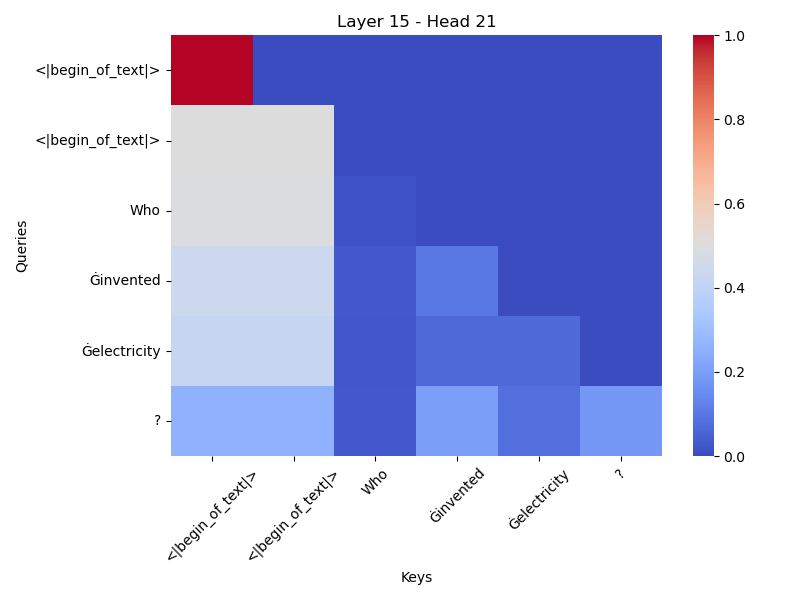 Layer 15 - Head 21
Queries
<|begin_of_text|>
<|begin_of_text|>
Who
Ġinvented
Ġelectricity
?
<|begin_of_text|>
<|begin_of_text|>
Who
Ġinvented
Ġelectricity
?
Keys
1.0
0.8
0.6
0.4
0.2
0.0